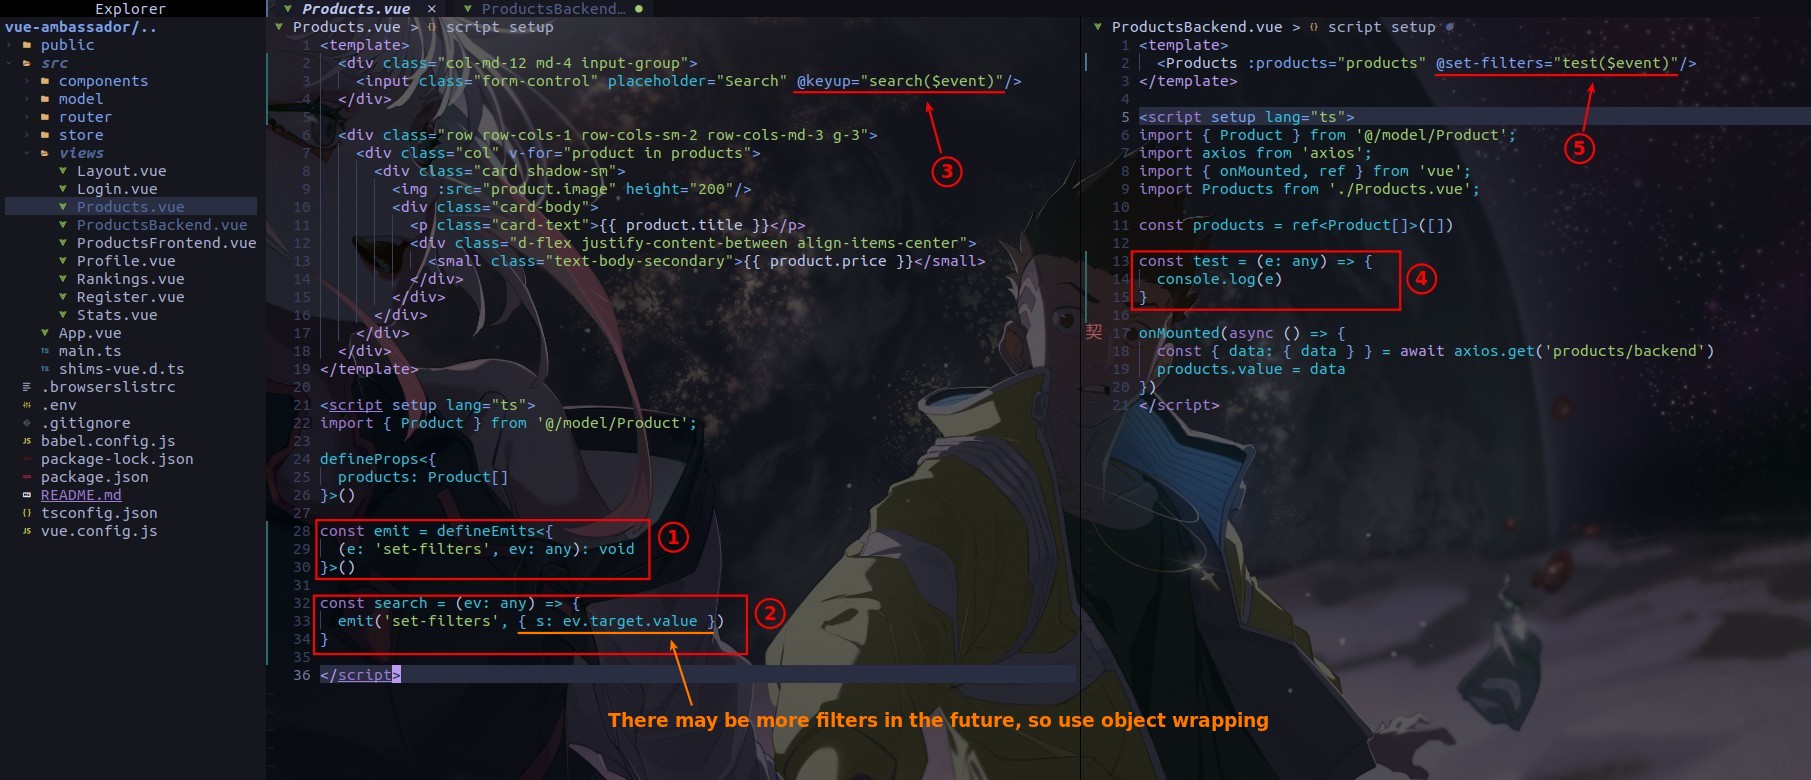 Explorer
vue-ambassador/..
public
src
components
model
router
store
views
Layout.vue
Login.vue
Products.vue
ProductsBackend.vue
ProductsFrontend.vue
Profile.vue
Rankings.vue
Register.vue
Stats.vue
App.vue
TS main.ts
TS shims-vue.d.ts
.browserslistrc
.env
.gitignore
JS babel.config.js
package-lock.json
package.json
README.md
{} tsconfig.json
JS vue.config.js
Products.vue ✕ ProductsBackend… ●
Products.vue > {} script setup
1 <template>
2 <div class="col-md-12 md-4 input-group">
3 <input class="form-control" placeholder="Search" @keyup="search($event)"/>
4 </div>
5
6 <div class="row row-cols-1 row-cols-sm-2 row-cols-md-3 g-3">
7 <div class="col" v-for="product in products">
8 <div class="card shadow-sm">
9 <img :src="product.image" height="200"/>
10 <div class="card-body">
11 <p class="card-text">{{ product.title }}</p>
12 <div class="d-flex justify-content-between align-items-center">
13 <small class="text-body-secondary">{{ product.price }}</small>
14 </div>
15 </div>
16 </div>
17 </div>
18 </div>
19 </template>
20
21 <script setup lang="ts">
22 import { Product } from '@/model/Product';
23
24 defineProps<{
25 products: Product[]
26 }>()
27
28 const emit = defineEmits<{
29 (e: 'set-filters', ev: any): void
30 }>()
31
32 const search = (ev: any) => {
33 emit('set-filters', { s: ev.target.value })
34 }
35
36 </script>
1
2
3
There may be more filters in the future, so use object wrapping
ProductsBackend.vue > {} script setup
1 <template>
2 <Products :products="products" @set-filters="test($event)"/>
3 </template>
4
5 <script setup lang="ts">
6 import { Product } from '@/model/Product';
7 import axios from 'axios';
8 import { onMounted, ref } from 'vue';
9 import Products from './Products.vue';
10
11 const products = ref<Product[]>([])
12
13 const test = (e: any) => {
14 console.log(e)
15 }
16
契 17 onMounted(async () => {
18 const { data: { data } } = await axios.get('products/backend')
19 products.value = data
20 })
21 </script>
4
5